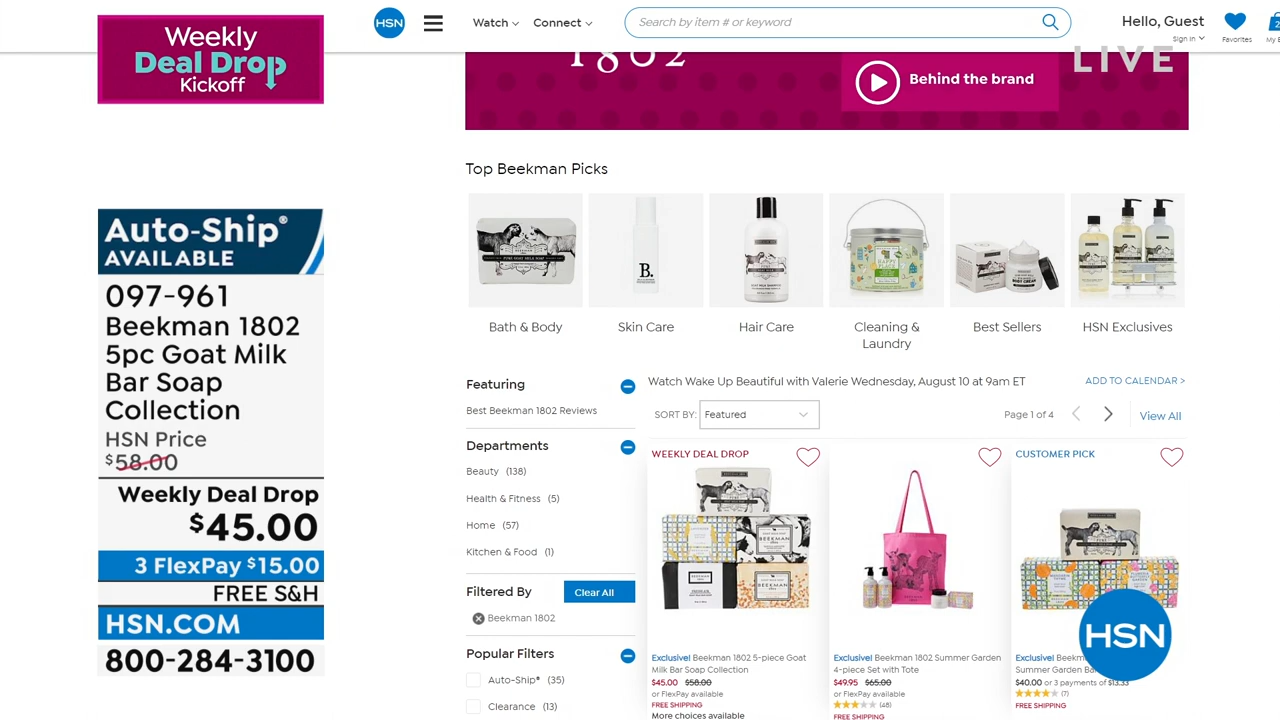 Weekly
Deal Drop
Kickoff
Auto-Ship®
AVAILABLE
097-961
Beekman 1802
5pc Goat Milk
Bar Soap
Collection
HSN Price
$58.00
Weekly Deal Drop
$45.00
3 FlexPay $15.00
FREE S&H
HSN.COM
800-284-3100
HSN
Watch
Connect
Search by item # or keyword
Hello, Guest
Sign In
Favorites
1802
Behind the brand
LIVE
Top Beekman Picks
B.
Bath & Body
Skin Care
Hair Care
Cleaning &
Laundry
Best Sellers
HSN Exclusives
Featuring
Best Beekman 1802 Reviews
Departments
Beauty (138)
Health & Fitness (5)
Home (57)
Kitchen & Food (1)
Filtered By
Clear All
Beekman 1802
Popular Filters
Auto-Ship® (35)
Clearance (13)
Watch Wake Up Beautiful with Valerie Wednesday, August 10 at 9am ET
ADD TO CALENDAR >
SORT BY: Featured
Page 1 of 4
View All
WEEKLY DEAL DROP
BEEKMAN
BEEKMAN
Exclusive! Beekman 1802 5-piece Goat
Milk Bar Soap Collection
$45.00 $58.00
or FlexPay available
FREE SHIPPING
More choices available
Exclusive! Beekman 1802 Summer Garden
4-piece Set with Tote
$49.95 $65.00
or FlexPay available
(48)
FREE SHIPPING
CUSTOMER PICK
Exclusive!
Summer Garden
$40.00 or 3 payments of $13.33
(7)
FREE SHIPPING
HSN